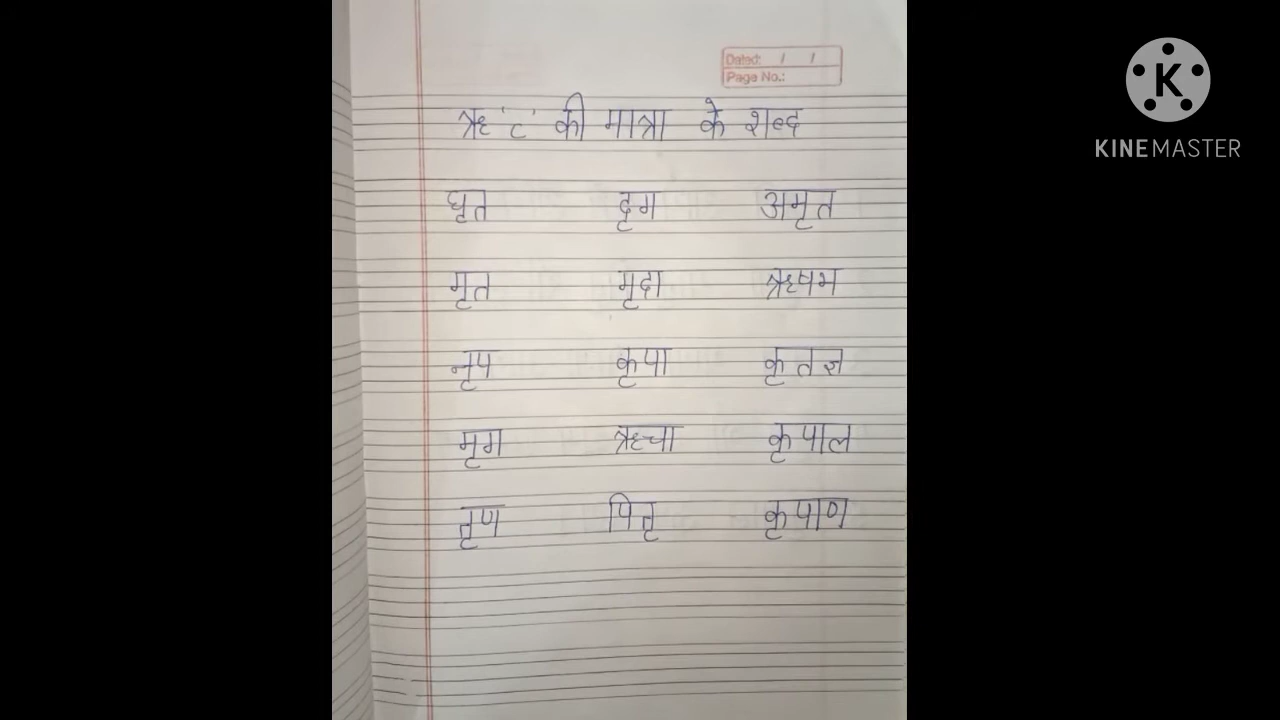 Dated: / /
Page No.:
K
KINEMASTER
ऋ 'ृ' की मात्रा के शब्द
घृत दृग अमृत
मृत मृदा ऋषभ
नृप कृपा कृतज्ञ
मृग ऋचा कृपाल
तृण पितृ कृपाण